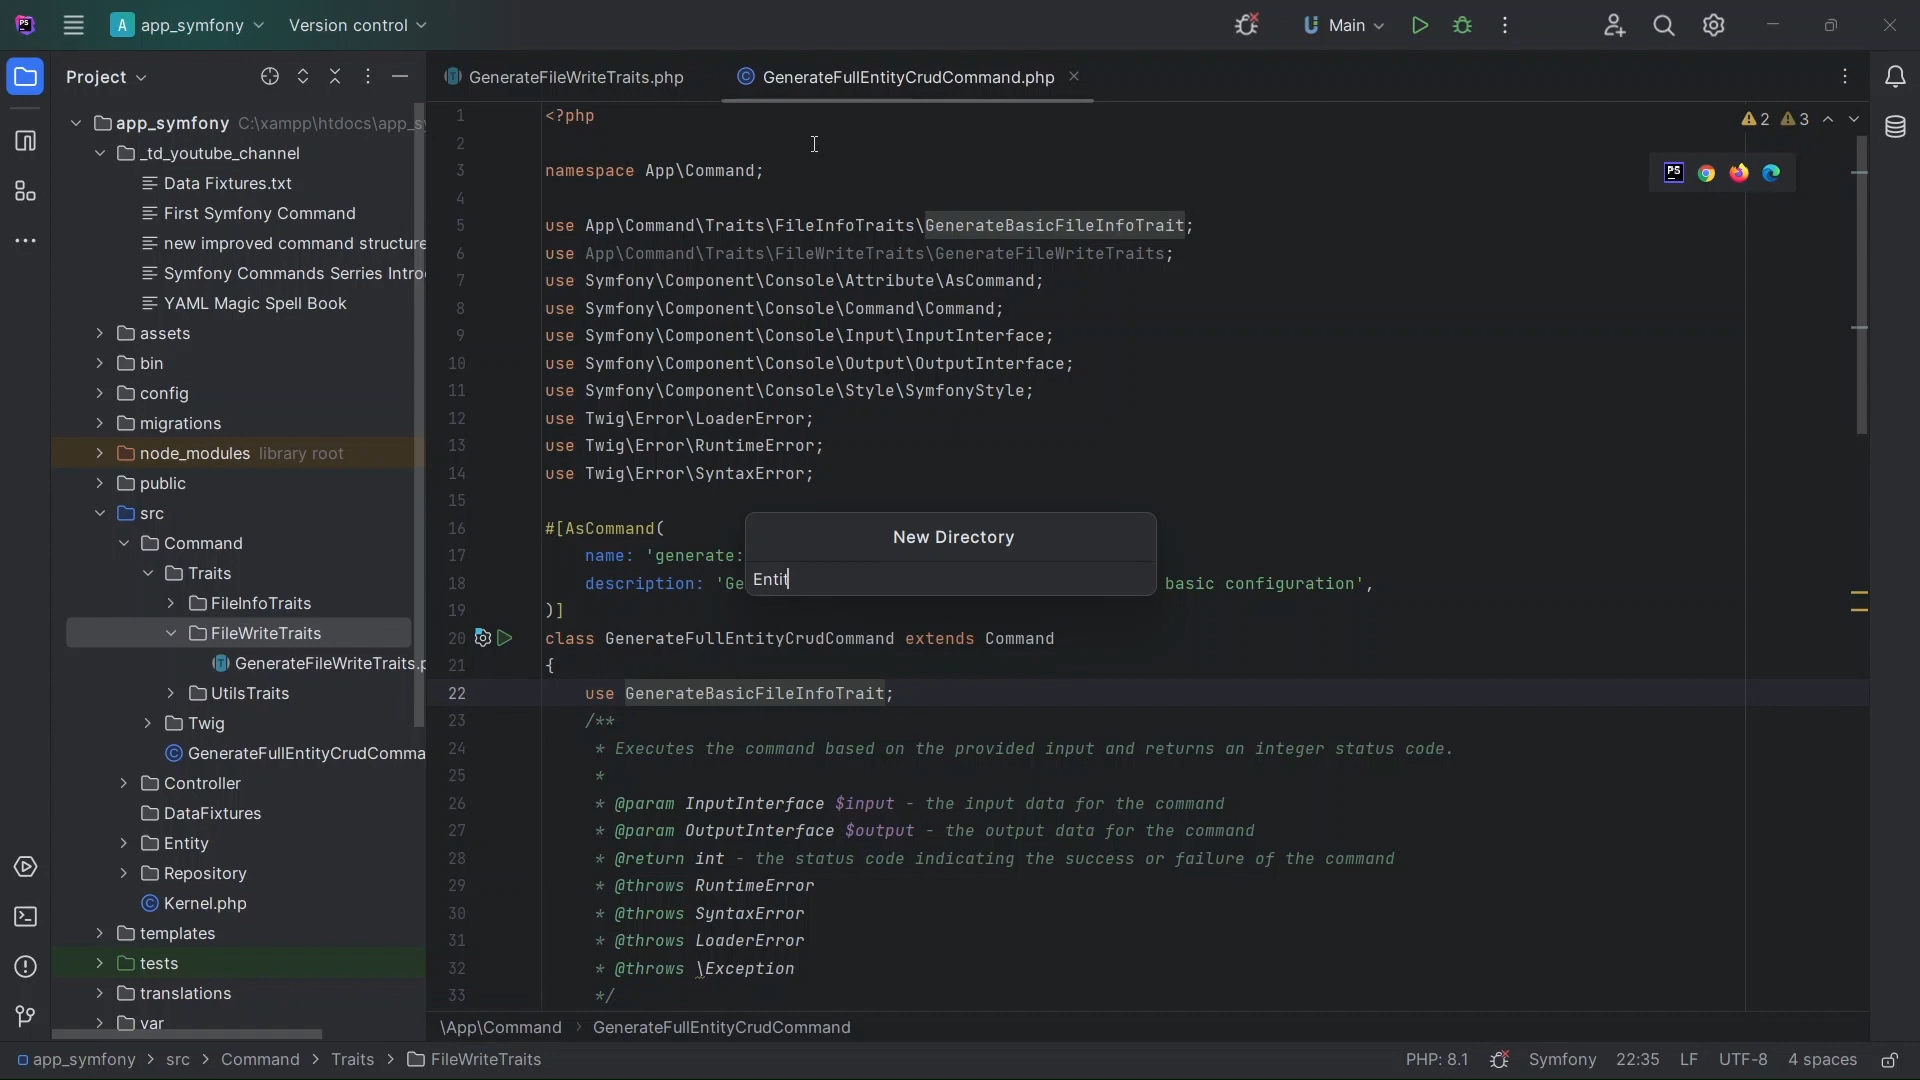 PS A app_symfony Version control Main
Project
GenerateFileWriteTraits.php GenerateFullEntityCrudCommand.php
app_symfony C:\xampp\htdocs\app_s
_td_youtube_channel
Data Fixtures.txt
First Symfony Command
new improved command structure
Symfony Commands Serries Intro
YAML Magic Spell Book
assets
bin
config
migrations
node_modules library root
public
src
Command
Traits
FileInfoTraits
FileWriteTraits
GenerateFileWriteTraits.p
UtilsTraits
Twig
GenerateFullEntityCrudComma
Controller
DataFixtures
Entity
Repository
Kernel.php
templates
tests
translations
var
1 <?php
2
3 namespace App\Command;
4
5 use App\Command\Traits\FileInfoTraits\GenerateBasicFileInfoTrait;
6 use App\Command\Traits\FileWriteTraits\GenerateFileWriteTraits;
7 use Symfony\Component\Console\Attribute\AsCommand;
8 use Symfony\Component\Console\Command\Command;
9 use Symfony\Component\Console\Input\InputInterface;
10 use Symfony\Component\Console\Output\OutputInterface;
11 use Symfony\Component\Console\Style\SymfonyStyle;
12 use Twig\Error\LoaderError;
13 use Twig\Error\RuntimeError;
14 use Twig\Error\SyntaxError;
15
16 #[AsCommand(
17 name: 'generate:
18 description: 'Ge basic configuration',
19 )]
20 class GenerateFullEntityCrudCommand extends Command
21 {
22 use GenerateBasicFileInfoTrait;
23 /**
24 * Executes the command based on the provided input and returns an integer status code.
25 *
26 * @param InputInterface $input - the input data for the command
27 * @param OutputInterface $output - the output data for the command
28 * @return int - the status code indicating the success or failure of the command
29 * @throws RuntimeError
30 * @throws SyntaxError
31 * @throws LoaderError
32 * @throws \Exception
33 */
2 3
PS
New Directory
Entit
\App\Command > GenerateFullEntityCrudCommand
app_symfony > src > Command > Traits > FileWriteTraits PHP: 8.1 Symfony 22:35 LF UTF-8 4 spaces